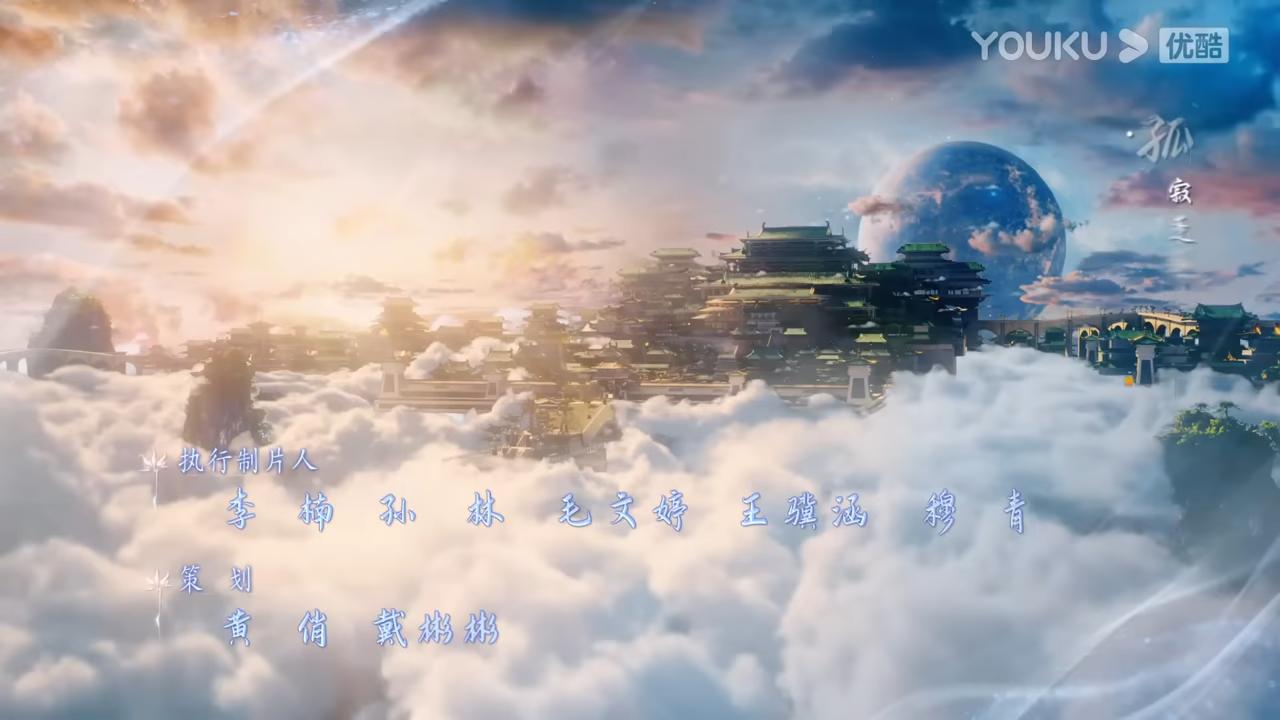 YOUKU 优酷
孤
寂
执行制片人
李楠 孙林 毛文婷 王骥涵 穆青
策划
黄俏 戴彬彬